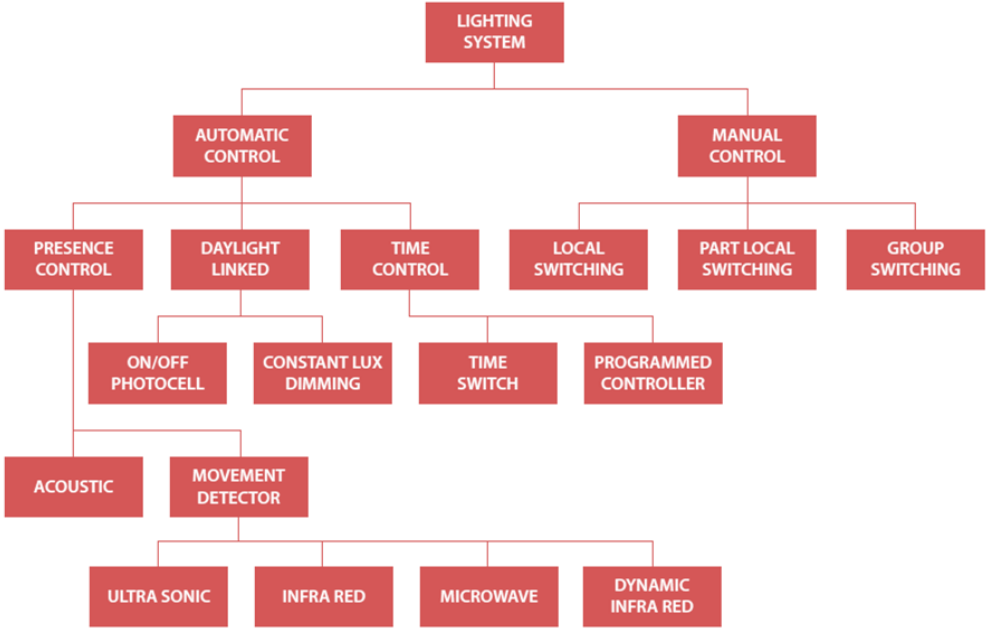 LIGHTING
SYSTEM
AUTOMATIC
CONTROL
MANUAL
CONTROL
PRESENCE
CONTROL
DAYLIGHT
LINKED
TIME
CONTROL
LOCAL
SWITCHING
PART LOCAL
SWITCHING
GROUP
SWITCHING
ON/OFF
PHOTOCELL
CONSTANT LUX
DIMMING
TIME
SWITCH
PROGRAMMED
CONTROLLER
ACOUSTIC
MOVEMENT
DETECTOR
ULTRA SONIC
INFRA RED
MICROWAVE
DYNAMIC
INFRA RED